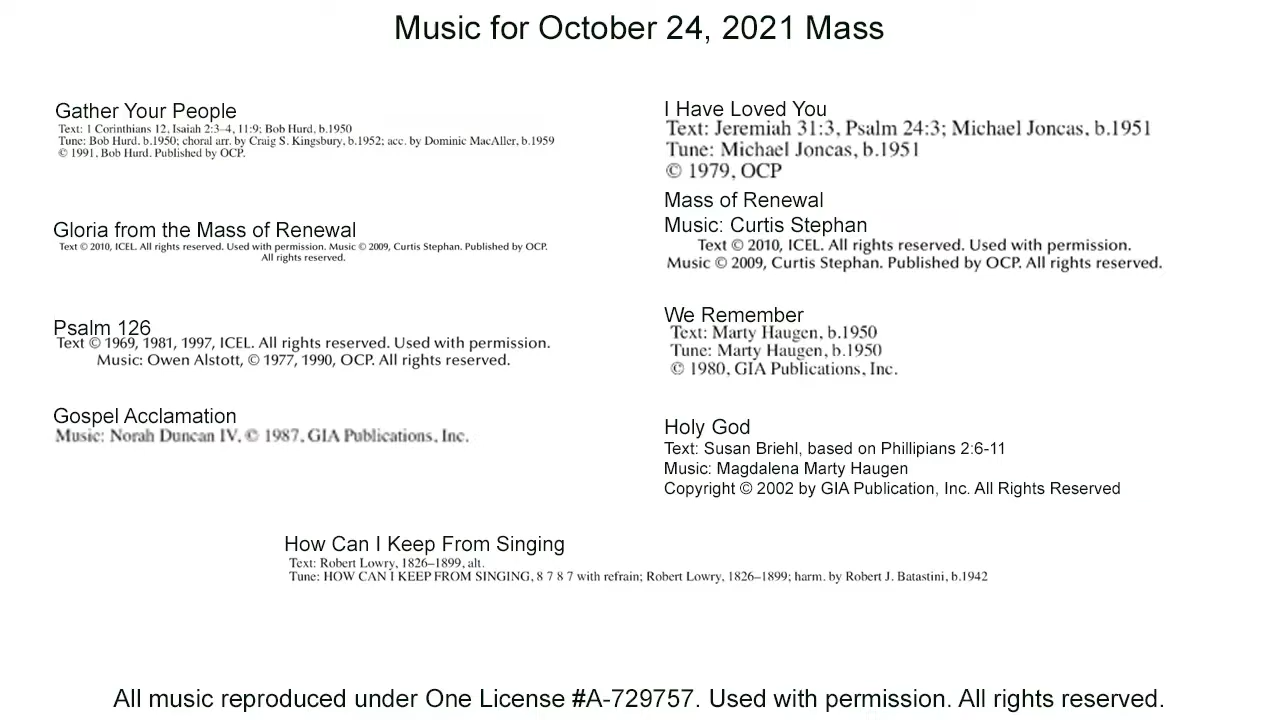 Music for October 24, 2021 Mass
Gather Your People
Text: 1 Corinthians 12, Isaiah 2:3–4, 11:9; Bob Hurd, b.1950
Tune: Bob Hurd, b.1950; choral arr. by Craig S. Kingsbury, b.1952; acc. by Dominic MacAller, b.1959
© 1991, Bob Hurd. Published by OCP.
Gloria from the Mass of Renewal
Text © 2010, ICEL. All rights reserved. Used with permission. Music © 2009, Curtis Stephan. Published by OCP.
All rights reserved.
Psalm 126
Text © 1969, 1981, 1997, ICEL. All rights reserved. Used with permission.
Music: Owen Alstott, © 1977, 1990, OCP. All rights reserved.
Gospel Acclamation
Music: Norah Duncan IV, © 1987, GIA Publications, Inc.
I Have Loved You
Text: Jeremiah 31:3, Psalm 24:3; Michael Joncas, b.1951
Tune: Michael Joncas, b.1951
© 1979, OCP
Mass of Renewal
Music: Curtis Stephan
Text © 2010, ICEL. All rights reserved. Used with permission.
Music © 2009, Curtis Stephan. Published by OCP. All rights reserved.
We Remember
Text: Marty Haugen, b.1950
Tune: Marty Haugen, b.1950
© 1980, GIA Publications, Inc.
Holy God
Text: Susan Briehl, based on Phillipians 2:6-11
Music: Magdalena Marty Haugen
Copyright © 2002 by GIA Publication, Inc. All Rights Reserved
How Can I Keep From Singing
Text: Robert Lowry, 1826–1899, alt.
Tune: HOW CAN I KEEP FROM SINGING, 8 7 8 7 with refrain; Robert Lowry, 1826–1899; harm. by Robert J. Batastini, b.1942
All music reproduced under One License #A-729757. Used with permission. All rights reserved.